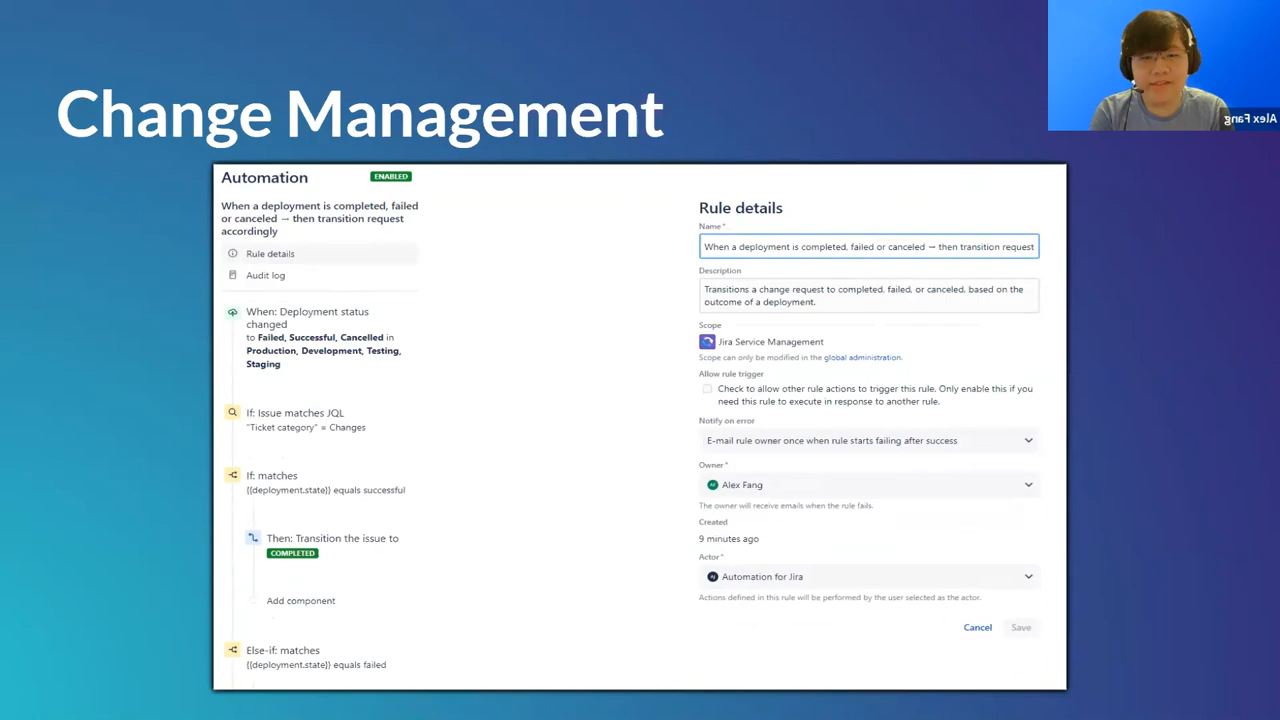 Change Management
Alex Fang
Automation
ENABLED
When a deployment is completed, failed
or canceled → then transition request
accordingly
Rule details
Audit log
When: Deployment status
changed
to Failed, Successful, Cancelled in
Production, Development, Testing,
Staging
If: Issue matches JQL
"Ticket category" = Changes
If: matches
{{deployment.state}} equals successful
Then: Transition the issue to
COMPLETED
Add component
Else-if: matches
{{deployment.state}} equals failed
Rule details
Name *
When a deployment is completed, failed or canceled → then transition request
Description
Transitions a change request to completed, failed, or canceled, based on the
outcome of a deployment.
Scope
Jira Service Management
Scope can only be modified in the global administration.
Allow rule trigger
Check to allow other rule actions to trigger this rule. Only enable this if you
need this rule to execute in response to another rule.
Notify on error
E-mail rule owner once when rule starts failing after success
Owner *
Alex Fang
The owner will receive emails when the rule fails.
Created
9 minutes ago
Actor *
Automation for Jira
Actions defined in this rule will be performed by the user selected as the actor.
Cancel
Save